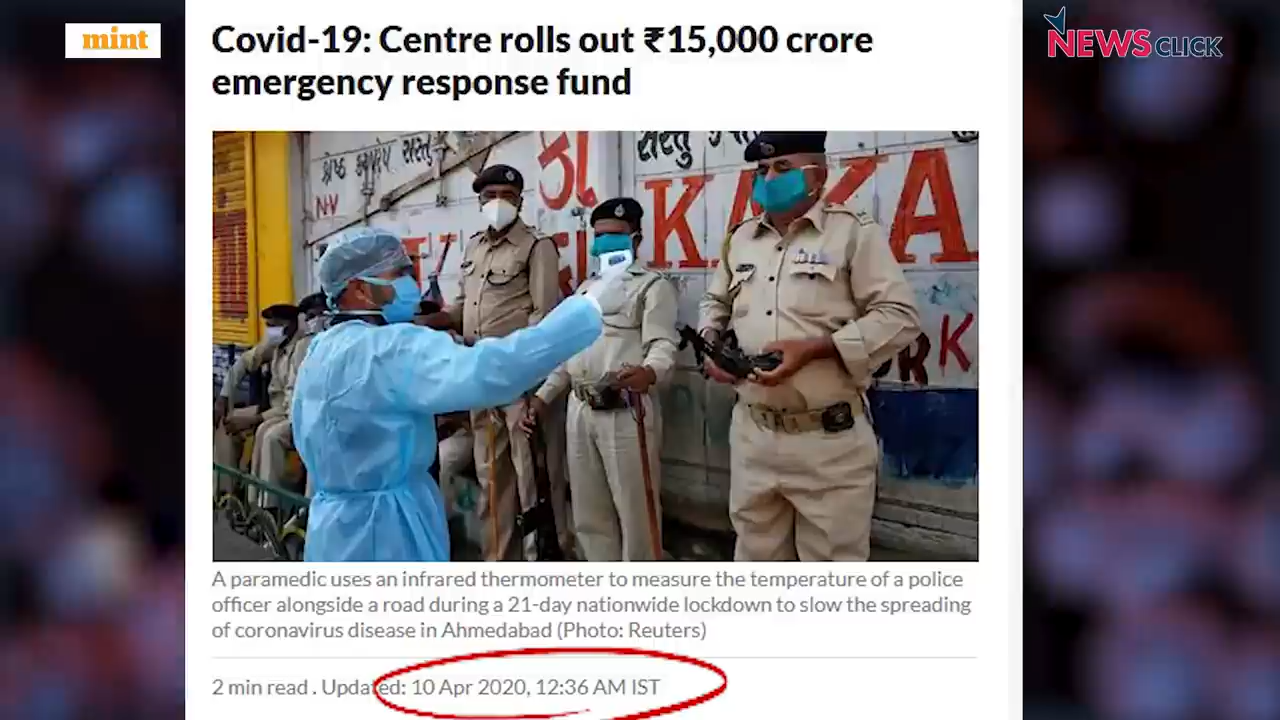 mint
NEWSCLICK
Covid-19: Centre rolls out ₹15,000 crore
emergency response fund
N.V
KAKA
RK
A paramedic uses an infrared thermometer to measure the temperature of a police
officer alongside a road during a 21-day nationwide lockdown to slow the spreading
of coronavirus disease in Ahmedabad (Photo: Reuters)
2 min read . Updated: 10 Apr 2020, 12:36 AM IST